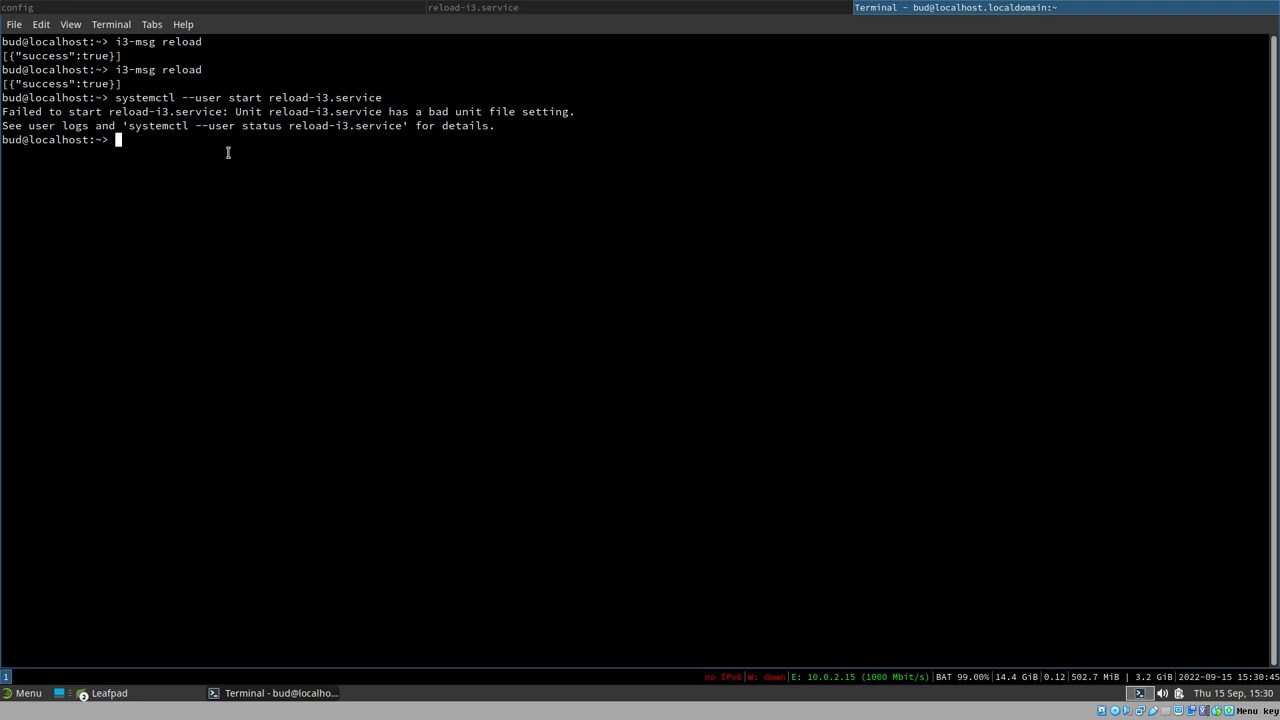 config
reload-i3.service
Terminal - bud@localhost.localdomain:~
File Edit View Terminal Tabs Help
bud@localhost:~> i3-msg reload
[{"success":true}]
bud@localhost:~> i3-msg reload
[{"success":true}]
bud@localhost:~> systemctl --user start reload-i3.service
Failed to start reload-i3.service: Unit reload-i3.service has a bad unit file setting.
See user logs and 'systemctl --user status reload-i3.service' for details.
bud@localhost:~>
1
no IPv6|W: down|E: 10.0.2.15 (1000 Mbit/s)|BAT 99.00%|14.4 GiB|0.12|502.7 MiB | 3.2 GiB|2022-09-15 15:30:45
Menu
Leafpad
Terminal - bud@localho...
Thu 15 Sep, 15:30
Menu key